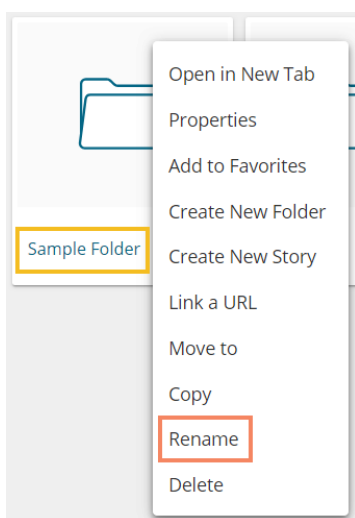 Sample Folder
Open in New Tab
Properties
Add to Favorites
Create New Folder
Create New Story
Link a URL
Move to
Copy
Rename
Delete